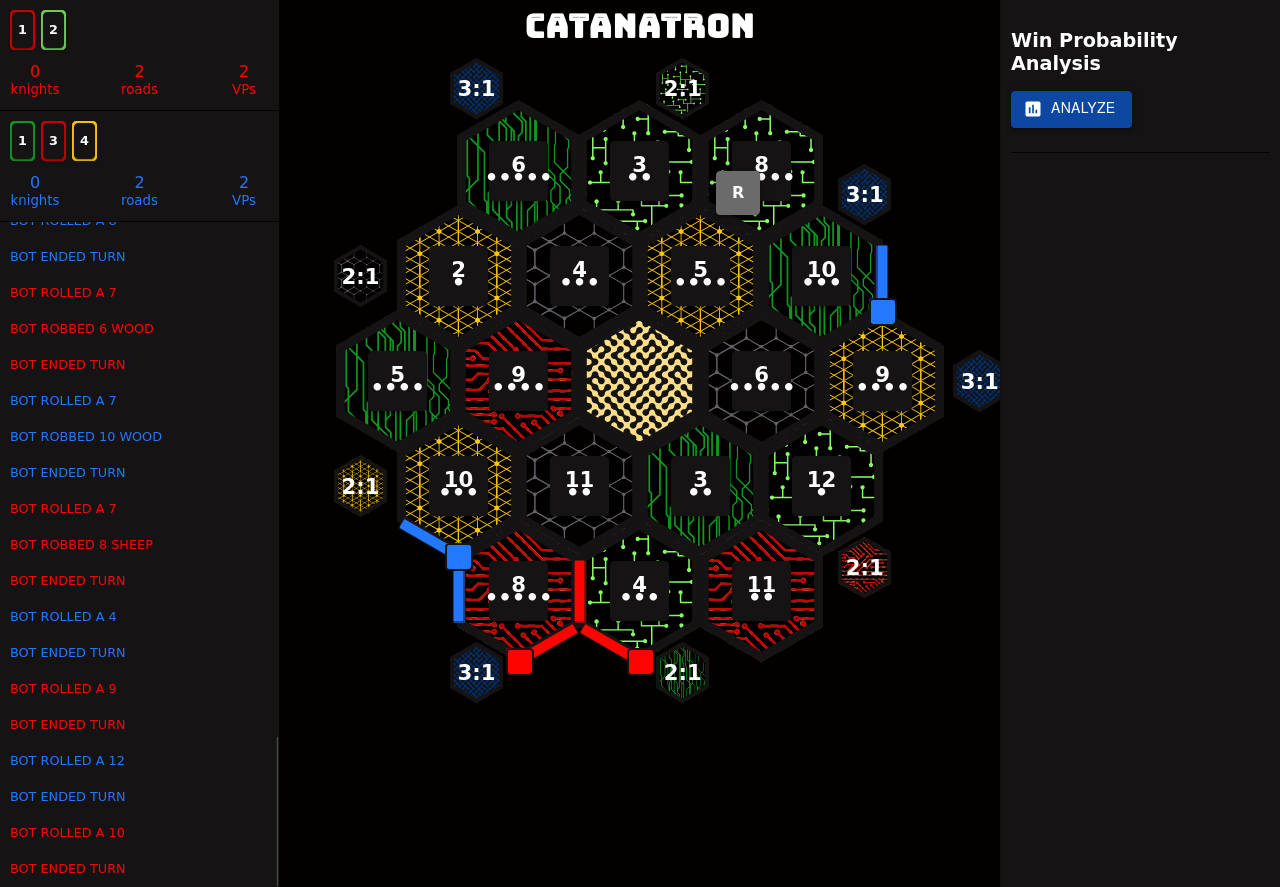 1 2
0 2 2
knights roads VPs
1 3 4
0 2 2
knights roads VPs
BOT ENDED TURN
BOT ROLLED A 7
BOT ROBBED 6 WOOD
BOT ENDED TURN
BOT ROLLED A 7
BOT ROBBED 10 WOOD
BOT ENDED TURN
BOT ROLLED A 7
BOT ROBBED 8 SHEEP
BOT ENDED TURN
BOT ROLLED A 4
BOT ENDED TURN
BOT ROLLED A 9
BOT ENDED TURN
BOT ROLLED A 12
BOT ENDED TURN
BOT ROLLED A 10
BOT ENDED TURN
CATANATRON
3:1 2:1
6 3 8
R 3:1
2:1 2 4 5 10
5 9 6 9 3:1
2:1 10 11 3 12
8 4 11 2:1
3:1 2:1
Win Probability
Analysis
ANALYZE